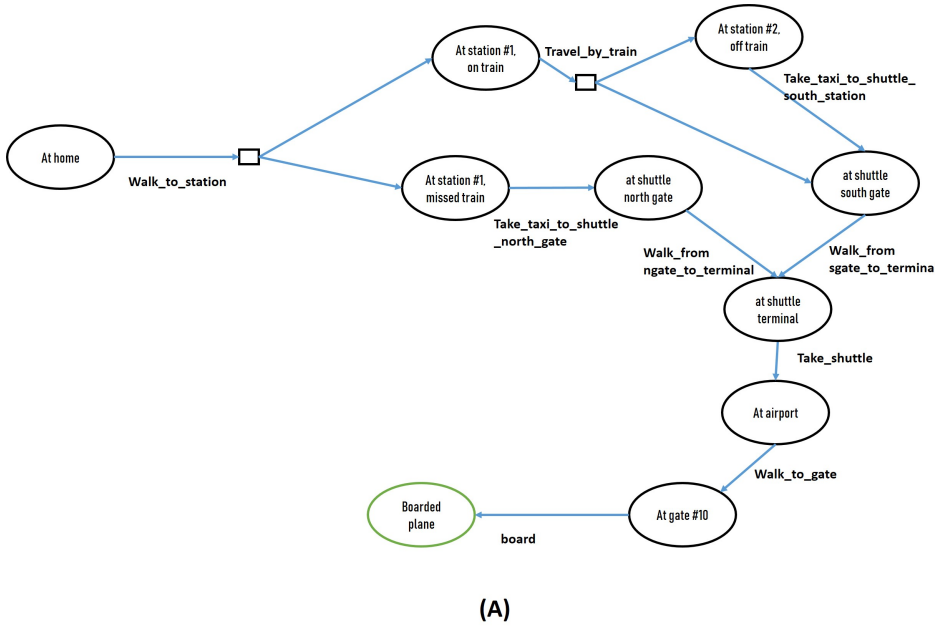 At station #2,
off train
At station #1,
on train
Travel_by_train
Take_taxi_to_shuttle_
south_station
At home
Walk_to_station
At station #1,
missed train
at shuttle
north gate
at shuttle
south gate
Take_taxi_to_shuttle
_north_gate
Walk_from
ngate_to_terminal
Walk_from
sgate_to_termina
at shuttle
terminal
Take_shuttle
At airport
Walk_to_gate
Boarded
plane
At gate #10
board
(A)